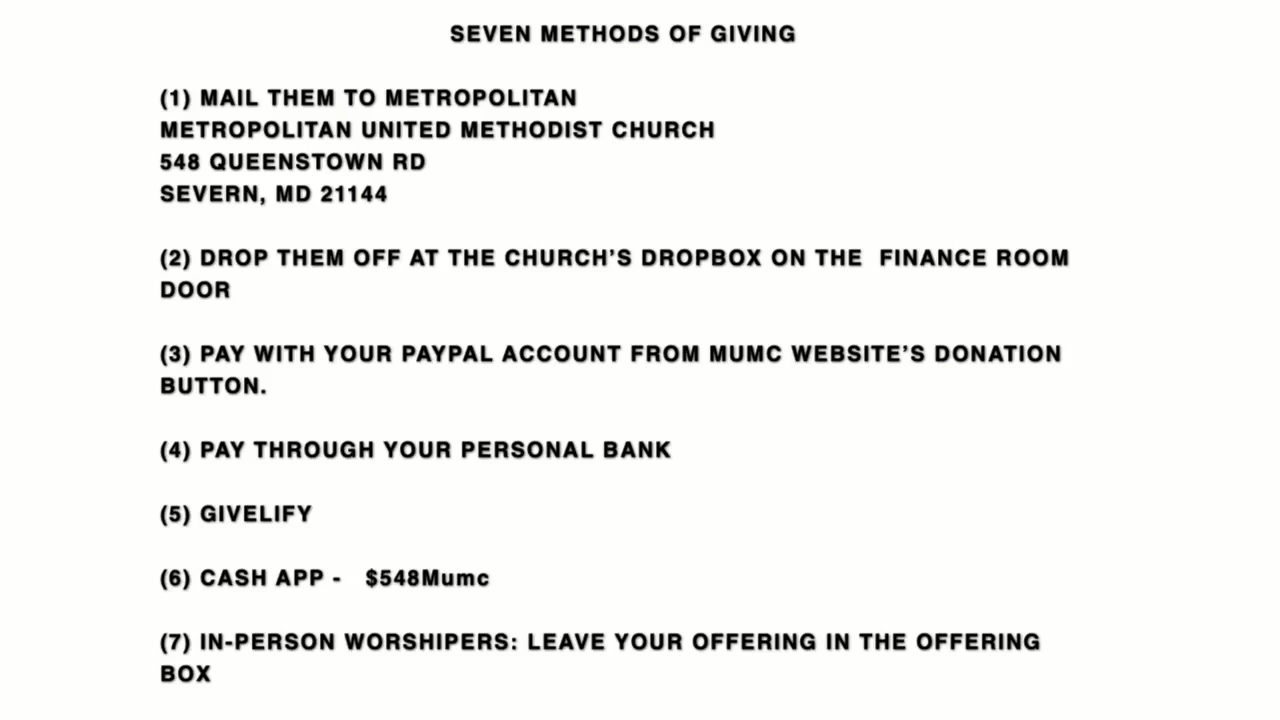 SEVEN METHODS OF GIVING
(1) MAIL THEM TO METROPOLITAN
METROPOLITAN UNITED METHODIST CHURCH
548 QUEENSTOWN RD
SEVERN, MD 21144
(2) DROP THEM OFF AT THE CHURCH’S DROPBOX ON THE  FINANCE ROOM
DOOR
(3) PAY WITH YOUR PAYPAL ACCOUNT FROM MUMC WEBSITE’S DONATION
BUTTON.
(4) PAY THROUGH YOUR PERSONAL BANK
(5) GIVELIFY
(6) CASH APP -   $548Mumc
(7) IN-PERSON WORSHIPERS: LEAVE YOUR OFFERING IN THE OFFERING
BOX